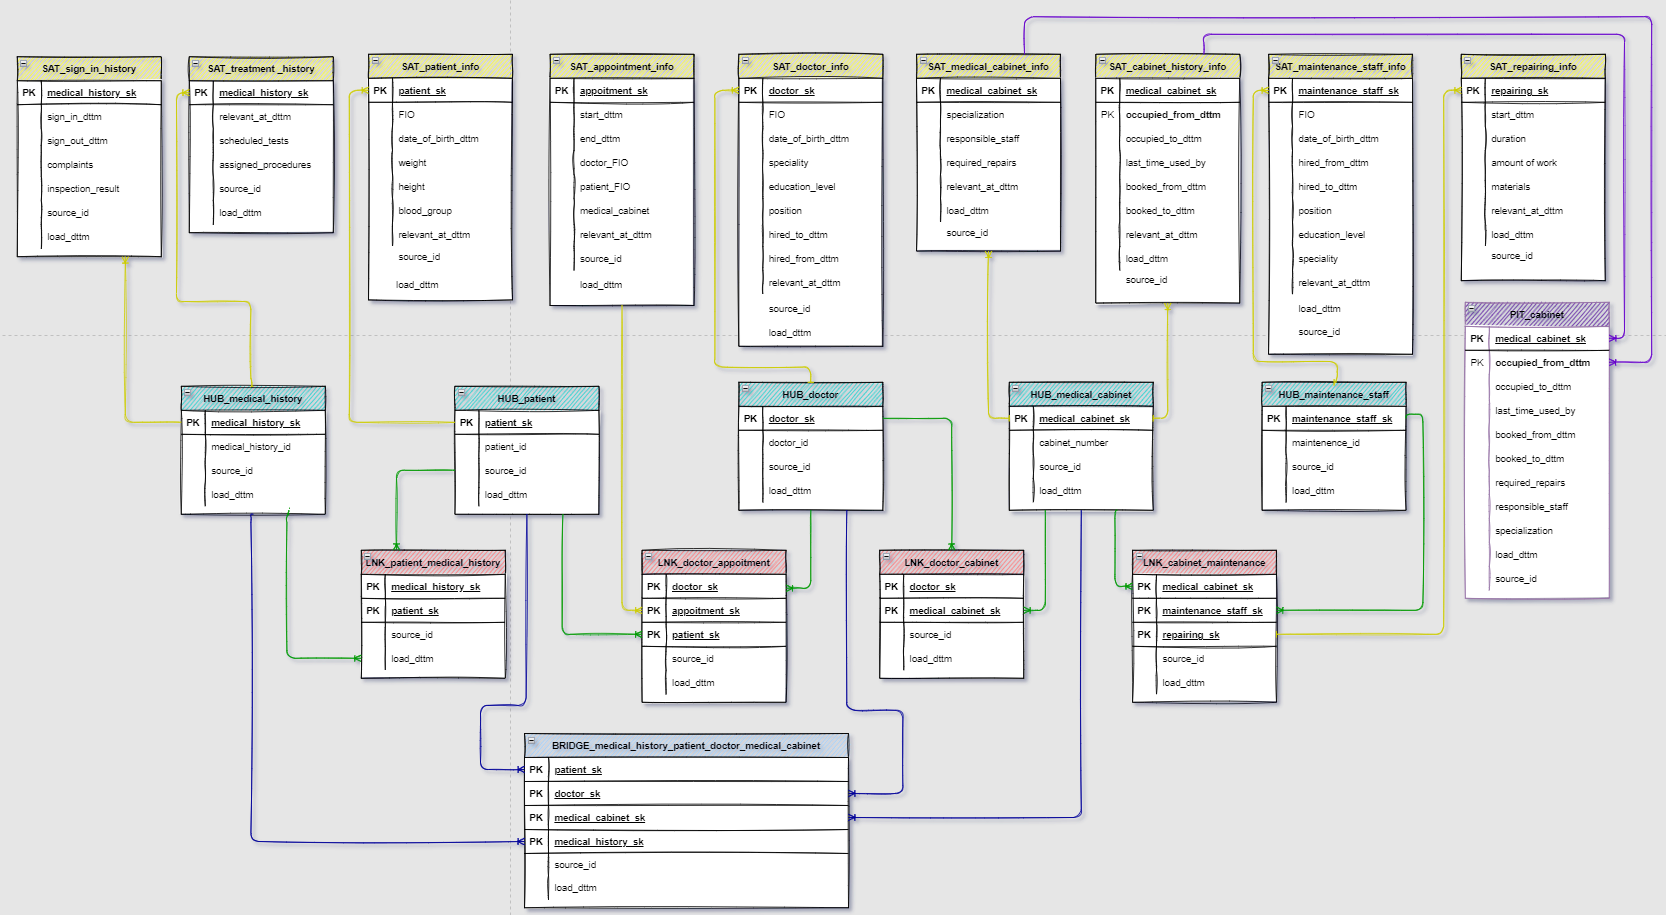 SAT_sign_in_history
PK medical_history_sk
sign_in_dttm
sign_out_dttm
complaints
inspection_result
source_id
load_dttm
SAT_treatment _history
PK medical_history_sk
relevant_at_dttm
scheduled_tests
assigned_procedures
source_id
load_dttm
SAT_patient_info
PK patient_sk
FIO
date_of_birth_dttm
weight
height
blood_group
relevant_at_dttm
source_id
load_dttm
SAT_appointment_info
PK appoitment_sk
start_dttm
end_dttm
doctor_FIO
patient_FIO
medical_cabinet
relevant_at_dttm
source_id
load_dttm
SAT_doctor_info
PK doctor_sk
FIO
date_of_birth_dttm
speciality
education_level
position
hired_to_dttm
hired_from_dttm
relevant_at_dttm
source_id
load_dttm
SAT_medical_cabinet_info
PK medical_cabinet_sk
specialization
responsible_staff
required_repairs
relevant_at_dttm
load_dttm
source_id
SAT_cabinet_history_info
PK medical_cabinet_sk
PK occupied_from_dttm
occupied_to_dttm
last_time_used_by
booked_from_dttm
booked_to_dttm
relevant_at_dttm
load_dttm
source_id
SAT_maintenance_staff_info
PK maintenance_staff_sk
FIO
date_of_birth_dttm
hired_from_dttm
hired_to_dttm
position
education_level
speciality
relevant_at_dttm
load_dttm
source_id
SAT_repairing_info
PK repairing_sk
start_dttm
duration
amount of work
materials
relevant_at_dttm
load_dttm
source_id
PIT_cabinet
PK medical_cabinet_sk
PK occupied_from_dttm
occupied_to_dttm
last_time_used_by
booked_from_dttm
booked_to_dttm
required_repairs
responsible_staff
specialization
load_dttm
source_id
HUB_medical_history
PK medical_history_sk
medical_history_id
source_id
load_dttm
HUB_patient
PK patient_sk
patient_id
source_id
load_dttm
HUB_doctor
PK doctor_sk
doctor_id
source_id
load_dttm
HUB_medical_cabinet
PK medical_cabinet_sk
cabinet_number
source_id
load_dttm
HUB_maintenance_staff
PK maintenance_staff_sk
maintenence_id
source_id
load_dttm
LNK_patient_medical_history
PK medical_history_sk
PK patient_sk
source_id
load_dttm
LNK_doctor_appoitment
PK doctor_sk
PK appoitment_sk
PK patient_sk
source_id
load_dttm
LNK_doctor_cabinet
PK doctor_sk
PK medical_cabinet_sk
source_id
load_dttm
LNK_cabinet_maintenance
PK medical_cabinet_sk
PK maintenance_staff_sk
PK repairing_sk
source_id
load_dttm
BRIDGE_medical_history_patient_doctor_medical_cabinet
PK patient_sk
PK doctor_sk
PK medical_cabinet_sk
PK medical_history_sk
source_id
load_dttm